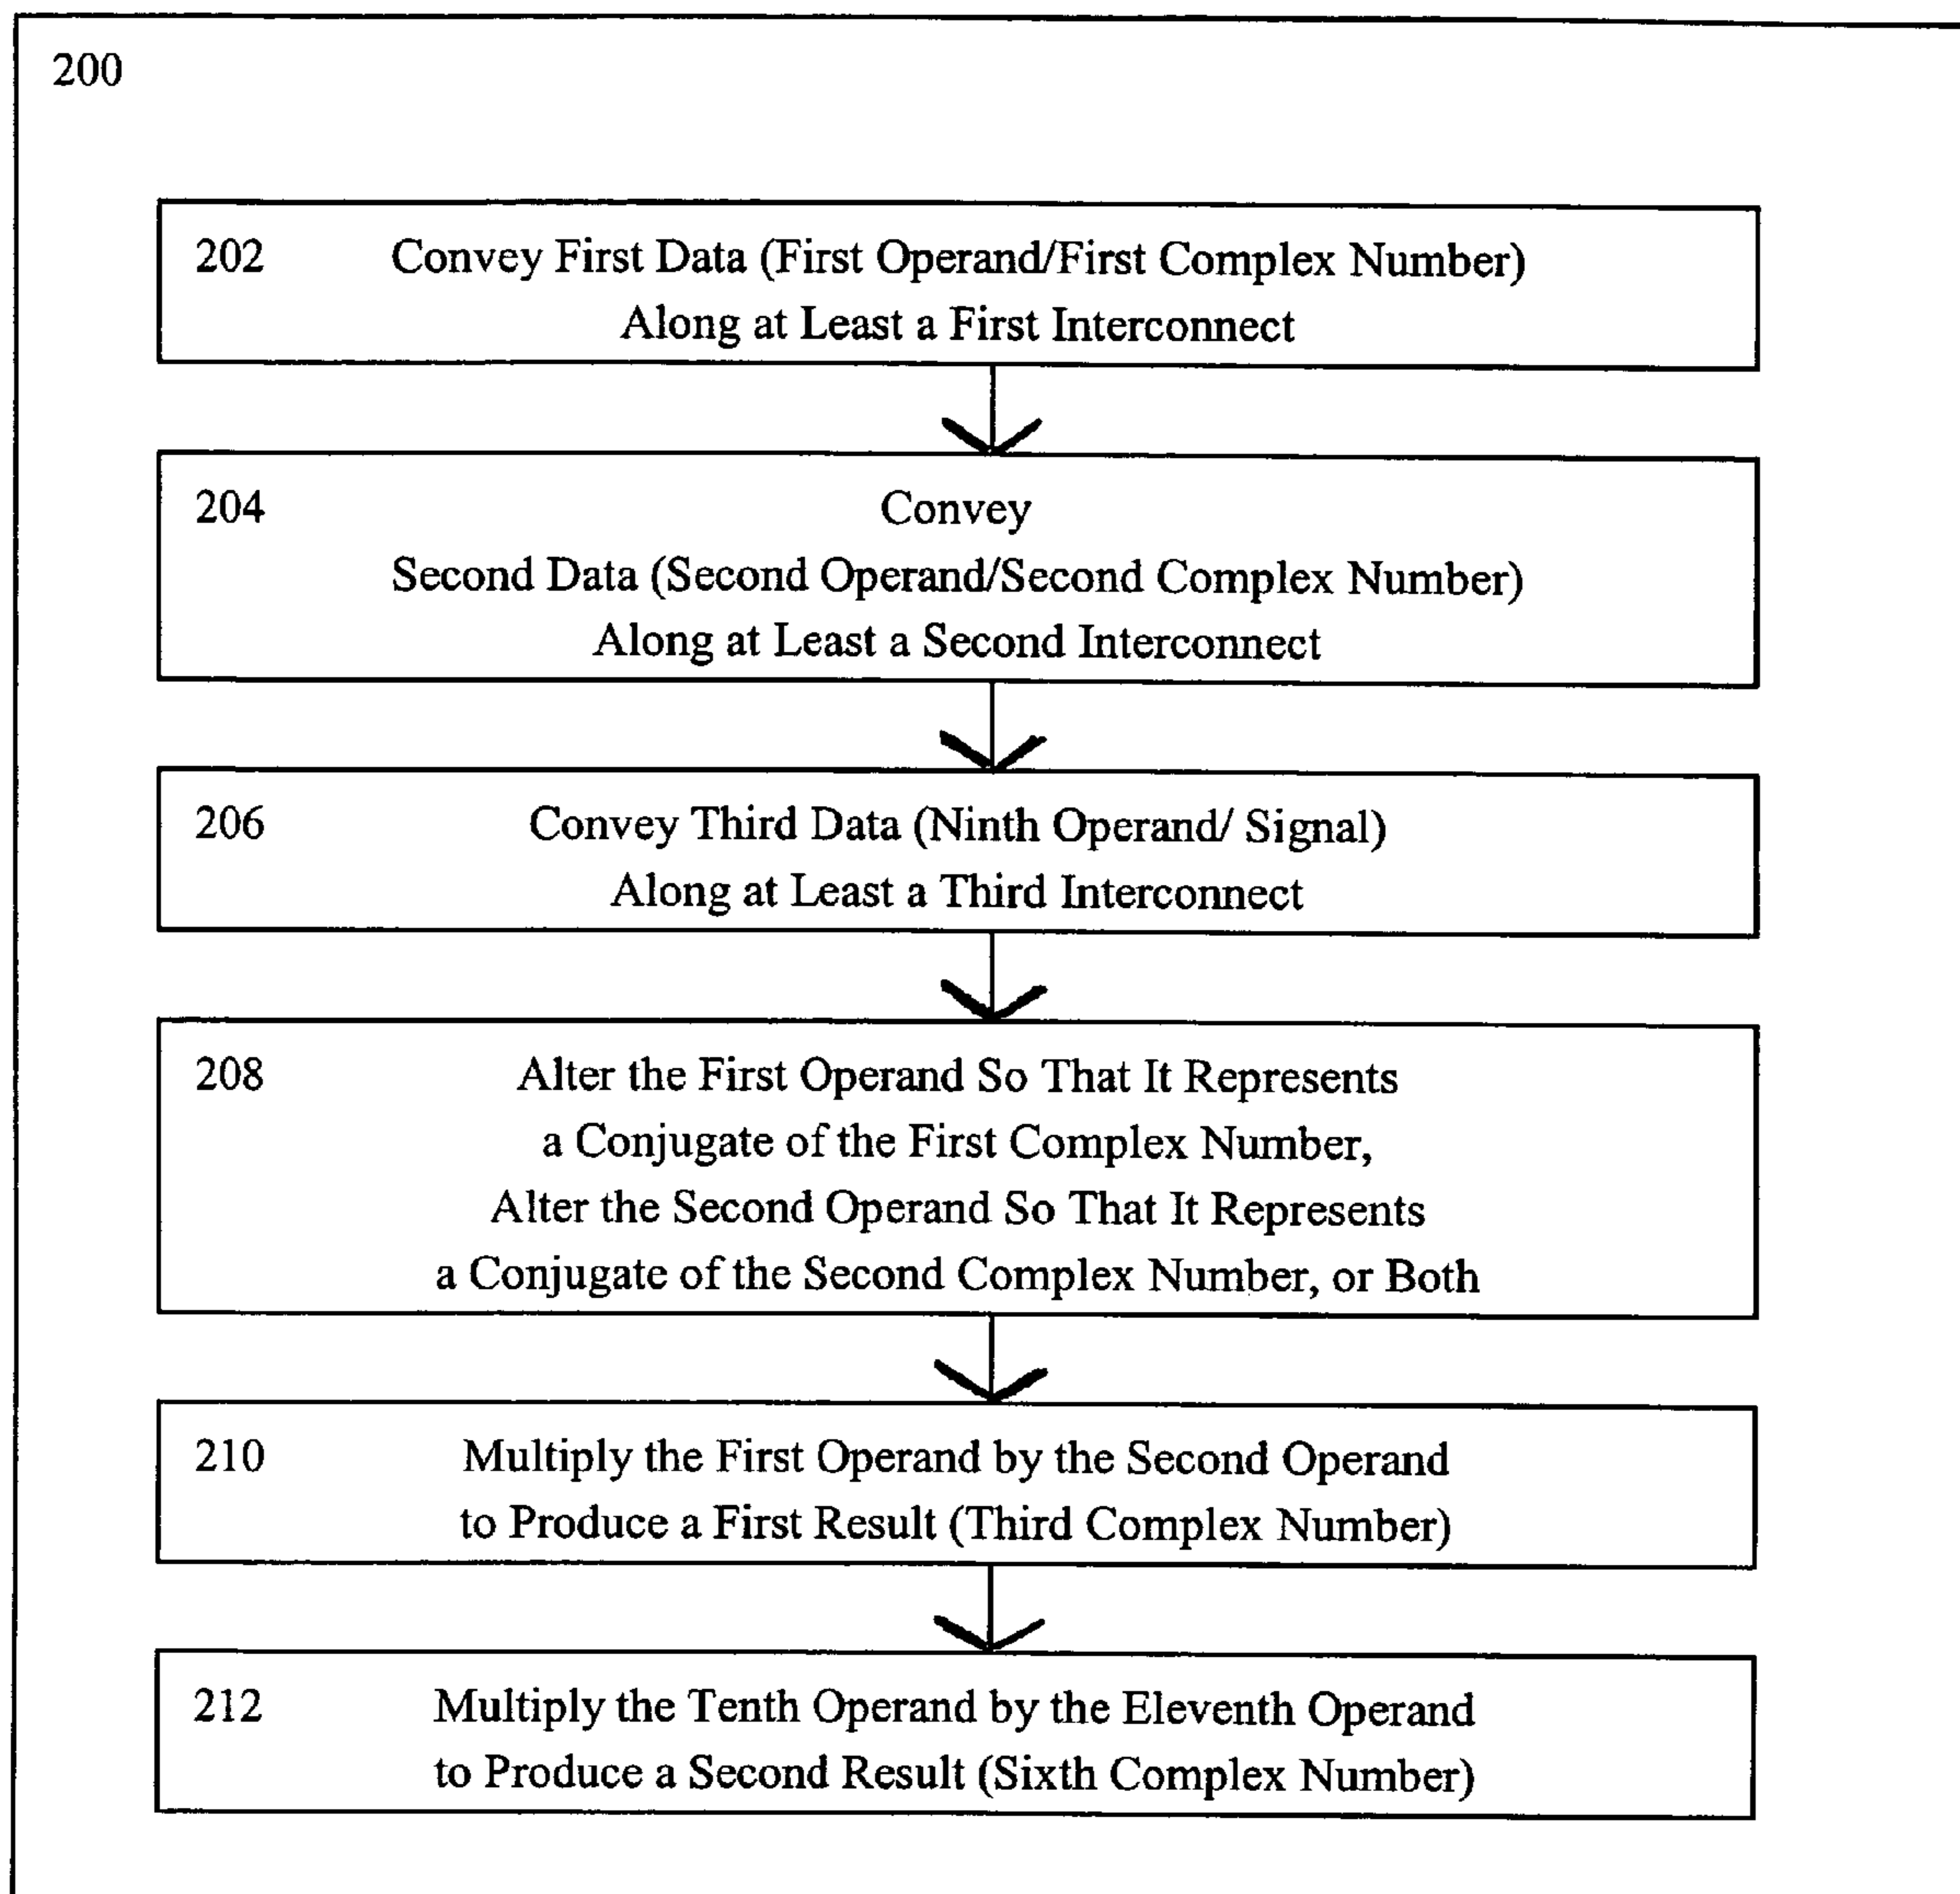 200
202 Convey First Data (First Operand/First Complex Number)
Along at Least a First Interconnect
204 Convey
Second Data (Second Operand/Second Complex Number)
Along at Least a Second Interconnect
206 Convey Third Data (Ninth Operand/ Signal)
Along at Least a Third Interconnect
208 Alter the First Operand So That It Represents
a Conjugate of the First Complex Number,
Alter the Second Operand So That It Represents
a Conjugate of the Second Complex Number, or Both
210 Multiply the First Operand by the Second Operand
to Produce a First Result (Third Complex Number)
212 Multiply the Tenth Operand by the Eleventh Operand
to Produce a Second Result (Sixth Complex Number)